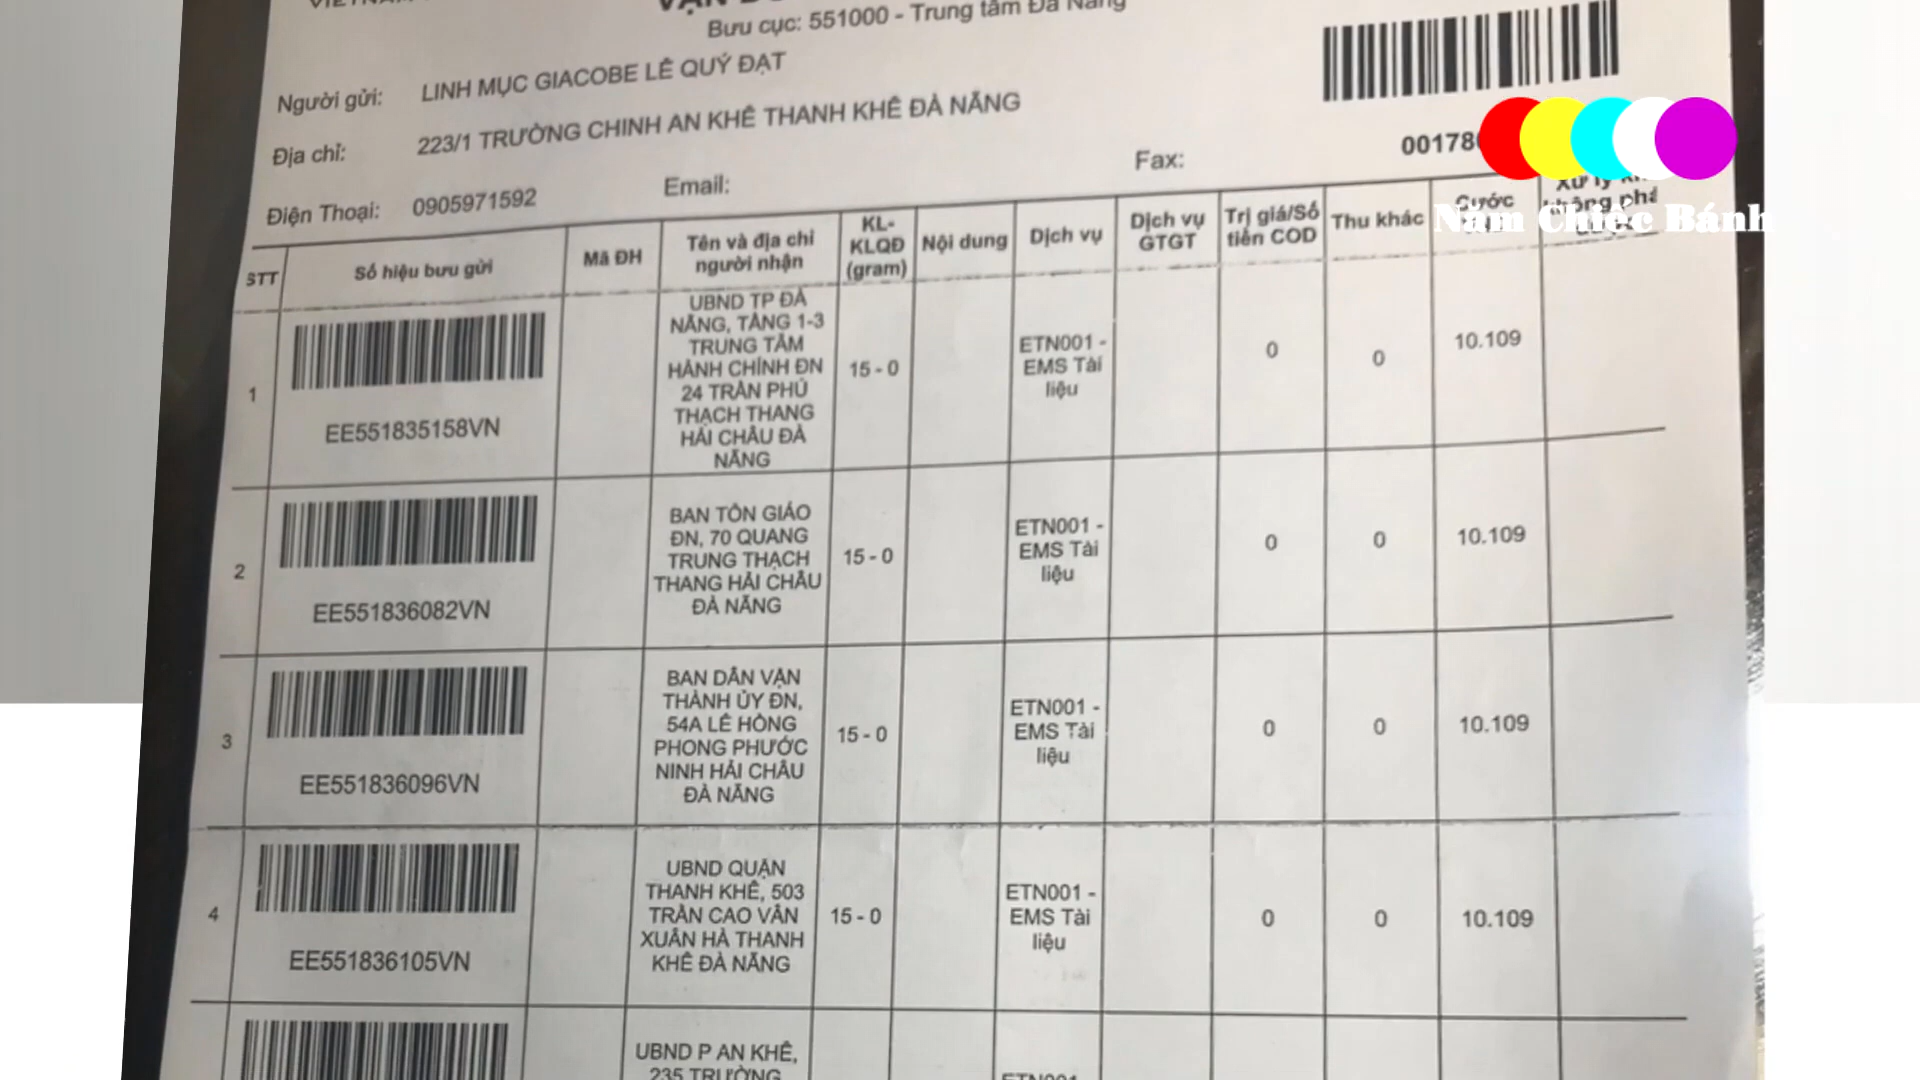 Bưu cục: 551000 - Trung tâm Đà Nẵng
Người gửi: LINH MỤC GIACOBE LÊ QUÝ ĐẠT
Địa chỉ: 223/1 TRƯỜNG CHINH AN KHÊ THANH KHÊ ĐÀ NẴNG
Điện Thoại: 0905971592 Email: Fax:
00178
Năm Chiếc Bánh
STT
Số hiệu bưu gửi
Mã ĐH
Tên và địa chỉ
người nhận
KL-
KLQĐ
(gram)
Nội dung
Dịch vụ
Dịch vụ
GTGT
Trị giá/Số
tiền COD
Thu khác
Cước
1
EE551835158VN
UBND TP ĐÀ
NẴNG, TẦNG 1-3
TRUNG TÂM
HÀNH CHÍNH ĐN
24 TRẦN PHÚ
THẠCH THANG
HẢI CHÂU ĐÀ
NẴNG
15 - 0
ETN001 -
EMS Tài
liệu
0
0
10.109
2
EE551836082VN
BAN TÔN GIÁO
ĐN, 70 QUANG
TRUNG THẠCH
THANG HẢI CHÂU
ĐÀ NẴNG
15 - 0
ETN001 -
EMS Tài
liệu
0
0
10.109
3
EE551836096VN
BAN DÂN VẬN
THÀNH ỦY ĐN,
54A LÊ HỒNG
PHONG PHƯỚC
NINH HẢI CHÂU
ĐÀ NẴNG
15 - 0
ETN001 -
EMS Tài
liệu
0
0
10.109
4
EE551836105VN
UBND QUẬN
THANH KHÊ, 503
TRẦN CAO VÂN
XUÂN HÀ THANH
KHÊ ĐÀ NẴNG
15 - 0
ETN001 -
EMS Tài
liệu
0
0
10.109
UBND P AN KHÊ,
235 TRƯỜNG
ETN001